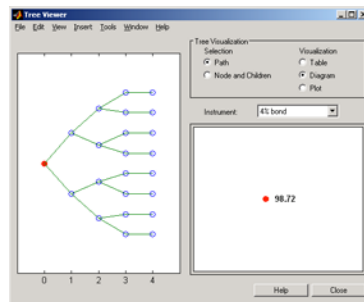 Tree Viewer
File Edit View Insert Tools Window Help
Tree Visualization
Selection
Visualization
Path
Table
Node and Children
Diagram
Plot
Instrument:
4% bond
98.72
0 1 2 3 4
Help
Close